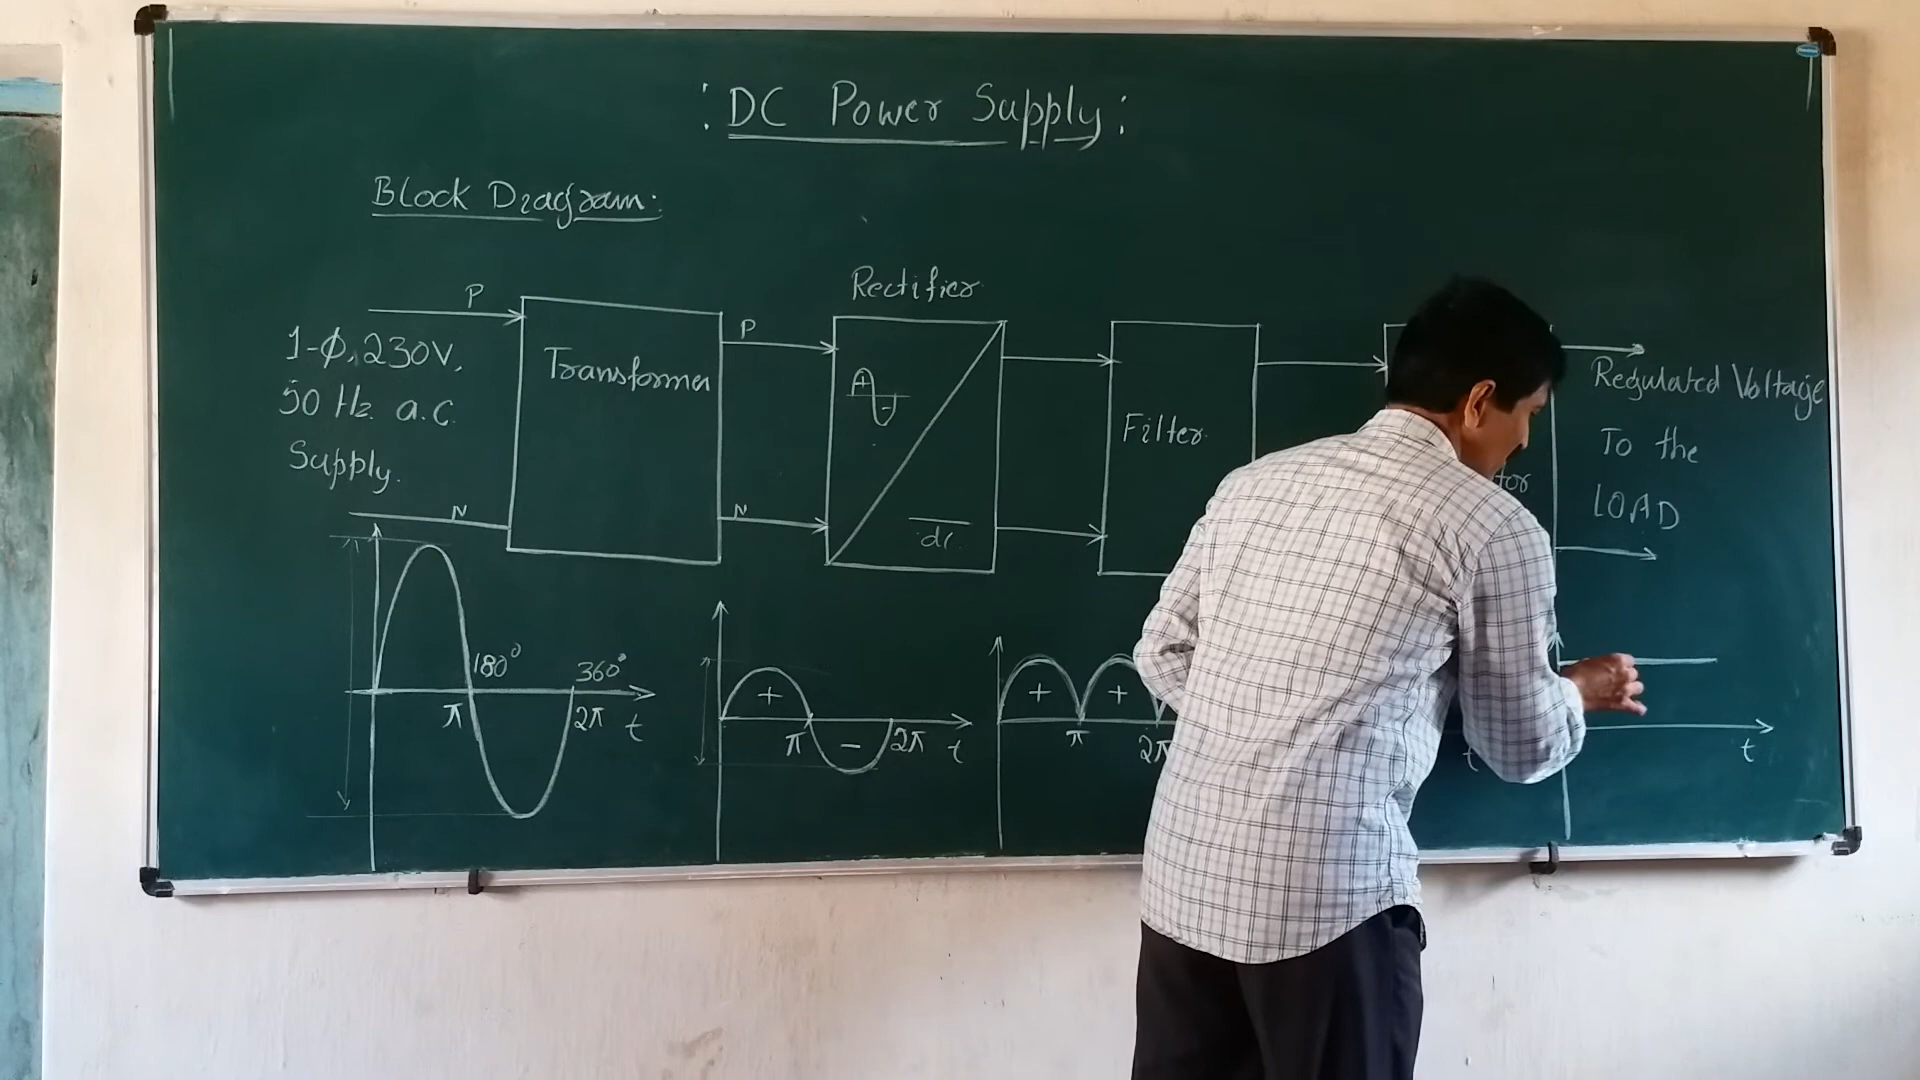 : DC Power Supply :
Block Diagram.
Rectifier
P
P
1-ϕ, 230V,
50 Hz a.c.
Supply.
Transformer
+
-
dc
Filter
tor
Regulated Voltage
To the
LOAD
N
N
180°
360°
π
2π
t
+
-
π
2π
t
+
+
π
2π
t
t